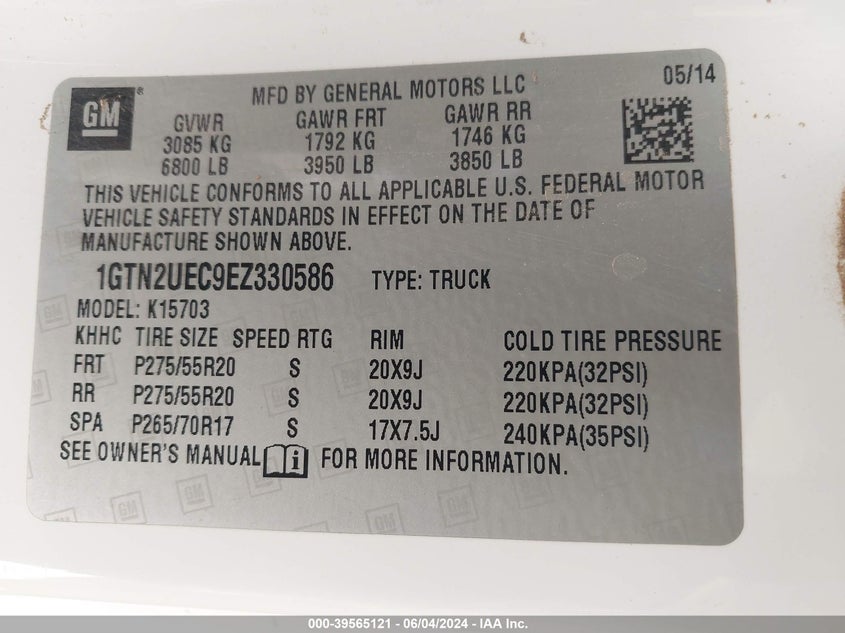 GM®
MFD BY GENERAL MOTORS LLC 05/14
GVWR GAWR FRT GAWR RR
3085 KG 1792 KG 1746 KG
6800 LB 3950 LB 3850 LB
THIS VEHICLE CONFORMS TO ALL APPLICABLE U.S. FEDERAL MOTOR
VEHICLE SAFETY STANDARDS IN EFFECT ON THE DATE OF
MANUFACTURE SHOWN ABOVE.
1GTN2UEC9EZ330586 TYPE: TRUCK
MODEL: K15703
KHHC TIRE SIZE SPEED RTG RIM COLD TIRE PRESSURE
FRT P275/55R20 S 20X9J 220KPA(32PSI)
RR P275/55R20 S 20X9J 220KPA(32PSI)
SPA P265/70R17 S 17X7.5J 240KPA(35PSI)
SEE OWNER'S MANUAL i FOR MORE INFORMATION.
000-39565121 - 06/04/2024 - IAA Inc.